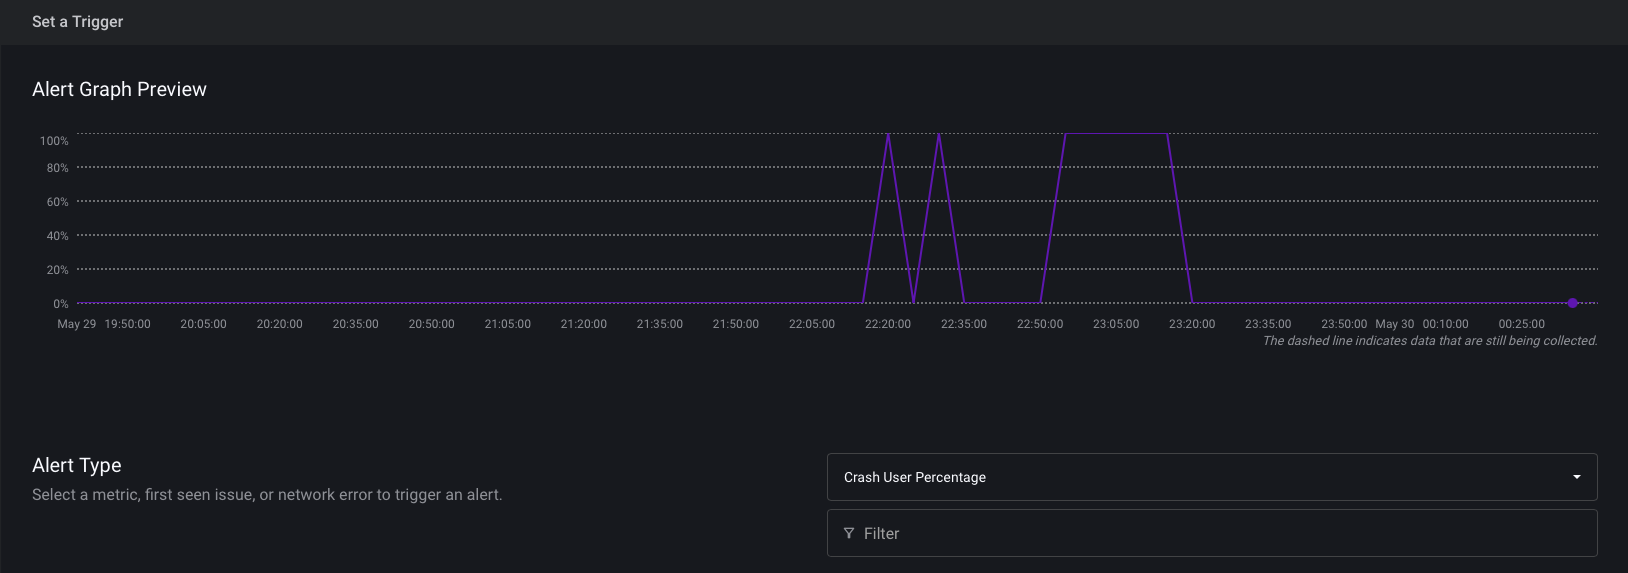 Set a Trigger
Alert Graph Preview
100%
80%
60%
40%
20%
0%
May 29 19:50:00 20:05:00 20:20:00 20:35:00 20:50:00 21:05:00 21:20:00 21:35:00 21:50:00 22:05:00 22:20:00 22:35:00 22:50:00 23:05:00 23:20:00 23:35:00 23:50:00 May 30 00:10:00 00:25:00
The dashed line indicates data that are still being collected.
Alert Type
Select a metric, first seen issue, or network error to trigger an alert.
Crash User Percentage
Filter